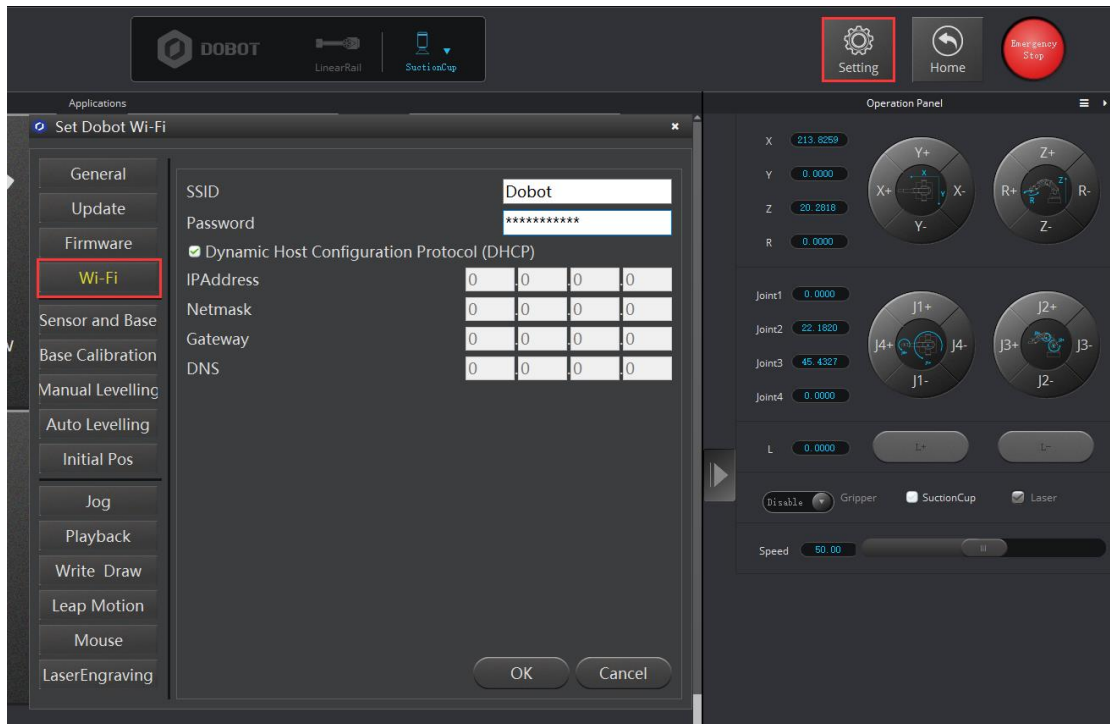 DOBOT
LinearRail
SuctionCup
Setting
Home
Emergency
Stop
Applications
Operation Panel
Set Dobot Wi-Fi
General
Update
Firmware
Wi-Fi
Sensor and Base
Base Calibration
Manual Levelling
Auto Levelling
Initial Pos
Jog
Playback
Write Draw
Leap Motion
Mouse
LaserEngraving
SSID Dobot
Password ***********
Dynamic Host Configuration Protocol (DHCP)
IPAddress 0 .0 .0 .0
Netmask 0 .0 .0 .0
Gateway 0 .0 .0 .0
DNS 0 .0 .0 .0
OK Cancel
X 213.8259
Y 0.0000
Z 20.2818
R 0.0000
Y+
X+ X Y X-
Y-
Z+
R+ Z R R-
Z-
Joint1 0.0000
Joint2 22.1820
Joint3 45.4327
Joint4 0.0000
J1+
J4+ J4-
J1-
J2+
J3+ J3-
J2-
L 0.0000 L+ L-
Disable Gripper SuctionCup Laser
Speed 50.00